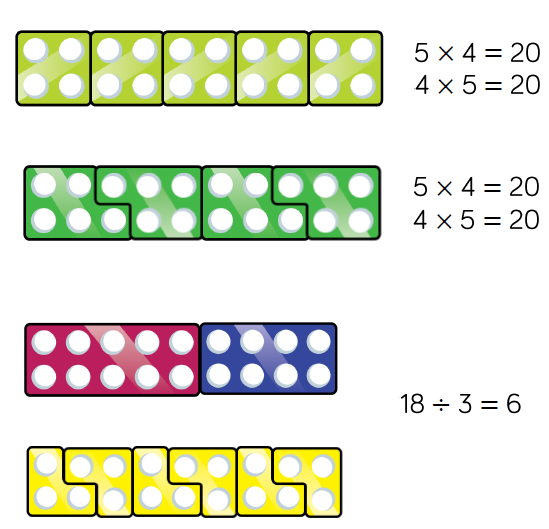 5 × 4 = 20
4 × 5 = 20
5 × 4 = 20
4 × 5 = 20
18 ÷ 3 = 6